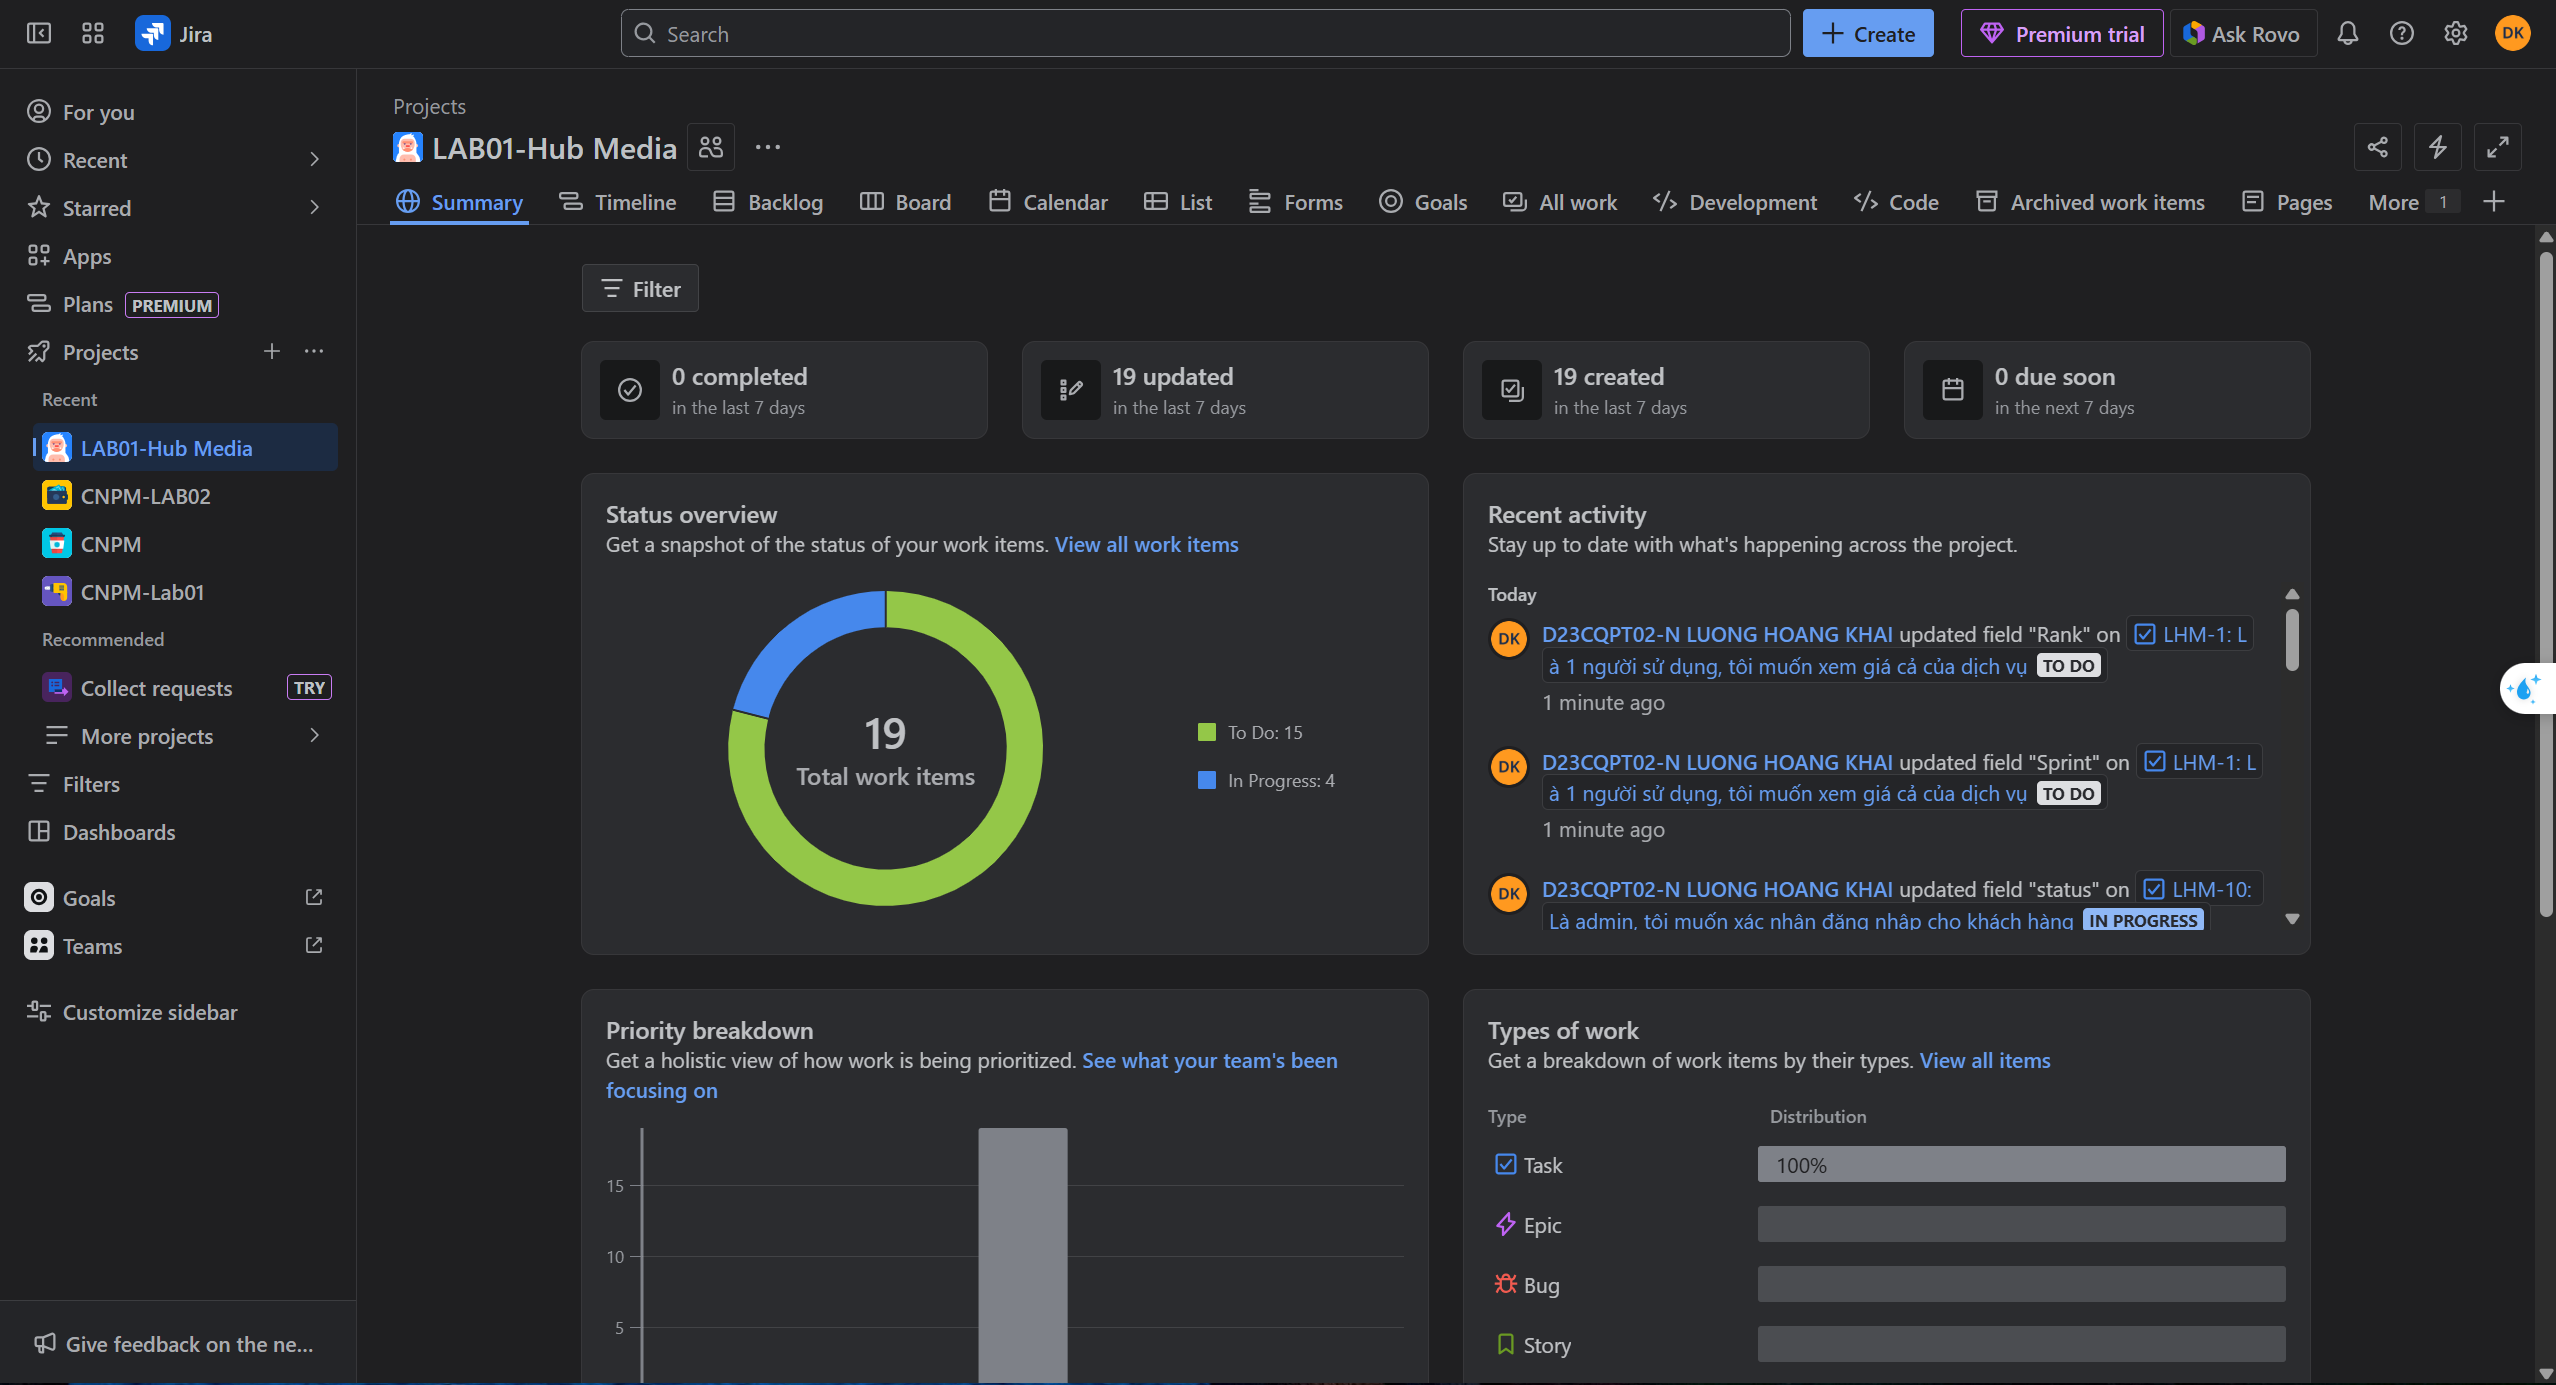 Jira
Search
Create
Premium trial
Ask Rovo
DK
For you
Recent
Starred
Apps
Plans PREMIUM
Projects
Recent
LAB01-Hub Media
CNPM-LAB02
CNPM
CNPM-Lab01
Recommended
Collect requests TRY
More projects
Filters
Dashboards
Goals
Teams
Customize sidebar
Give feedback on the ne...
Projects
LAB01-Hub Media
Summary Timeline Backlog Board Calendar List Forms Goals All work Development Code Archived work items Pages More 1
Filter
0 completed
in the last 7 days
19 updated
in the last 7 days
19 created
in the last 7 days
0 due soon
in the next 7 days
Status overview
Get a snapshot of the status of your work items. View all work items
19
Total work items
To Do: 15
In Progress: 4
Recent activity
Stay up to date with what's happening across the project.
Today
DK
D23CQPT02-N LUONG HOANG KHAI updated field "Rank" on LHM-1: L
à 1 người sử dụng, tôi muốn xem giá cả của dịch vụ TO DO
1 minute ago
DK
D23CQPT02-N LUONG HOANG KHAI updated field "Sprint" on LHM-1: L
à 1 người sử dụng, tôi muốn xem giá cả của dịch vụ TO DO
1 minute ago
DK
D23CQPT02-N LUONG HOANG KHAI updated field "status" on LHM-10:
Là admin, tôi muốn xác nhận đăng nhập cho khách hàng IN PROGRESS
Priority breakdown
Get a holistic view of how work is being prioritized. See what your team's been
focusing on
15
10
5
Types of work
Get a breakdown of work items by their types. View all items
Type Distribution
Task 100%
Epic
Bug
Story